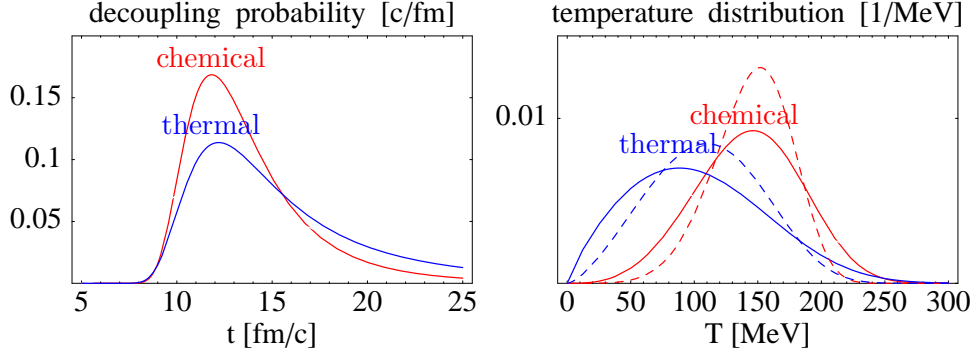 decoupling probability [c/fm]
chemical
thermal
0.15
0.1
0.05
5 10 15 20 25
t [fm/c]
temperature distribution [1/MeV]
0.01
chemical
thermal
0 50 100 150 200 250 300
T [MeV]